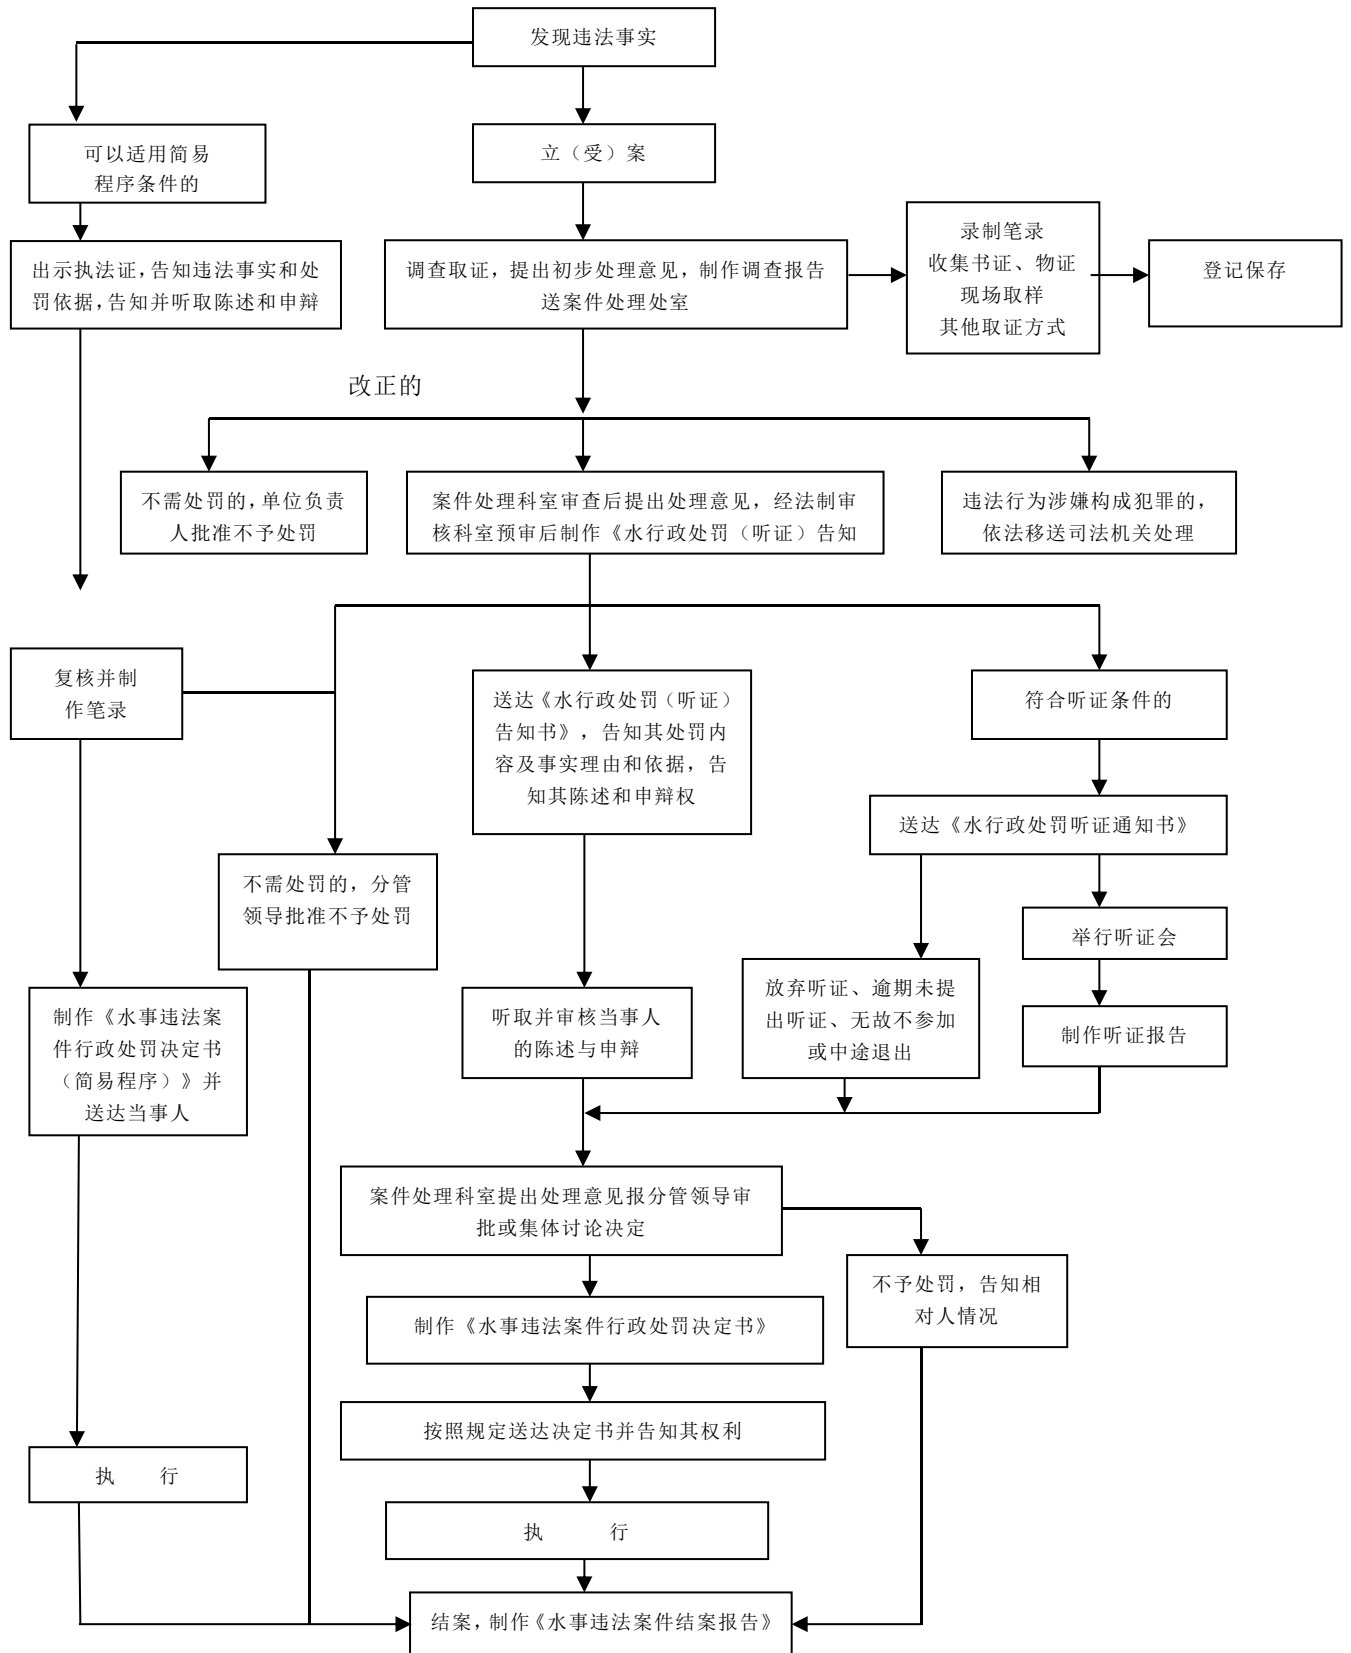 发现违法事实
可以适用简易
程序条件的
立（受）案
出示执法证，告知违法事实和处
罚依据，告知并听取陈述和申辩
调查取证，提出初步处理意见，制作调查报告
送案件处理处室
录制笔录
收集书证、物证
现场取样
其他取证方式
登记保存
改正的
不需处罚的，单位负责
人批准不予处罚
案件处理科室审查后提出处理意见，经法制审
核科室预审后制作《水行政处罚（听证）告知
违法行为涉嫌构成犯罪的，
依法移送司法机关处理
复核并制
作笔录
送达《水行政处罚（听证）
告知书》，告知其处罚内
容及事实理由和依据，告
知其陈述和申辩权
符合听证条件的
送达《水行政处罚听证通知书》
不需处罚的，分管
领导批准不予处罚
举行听证会
放弃听证、逾期未提
出听证、无故不参加
或中途退出
制作《水事违法案
件行政处罚决定书
（简易程序）》并
送达当事人
听取并审核当事人
的陈述与申辩
制作听证报告
案件处理科室提出处理意见报分管领导审
批或集体讨论决定
不予处罚，告知相
对人情况
制作《水事违法案件行政处罚决定书》
按照规定送达决定书并告知其权利
执 行
执 行
结案，制作《水事违法案件结案报告》